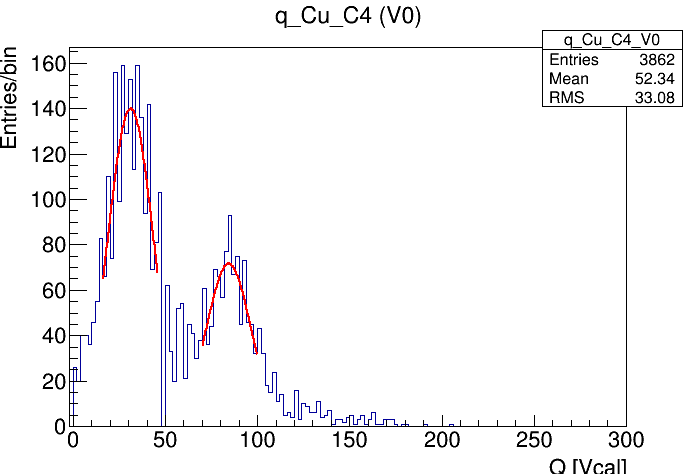 q_Cu_C4 (V0)
q_Cu_C4_V0
Entries 3862
Mean 52.34
RMS 33.08
Entries/bin
160
140
120
100
80
60
40
20
0
0 50 100 150 200 250 300
Q [Vcal]